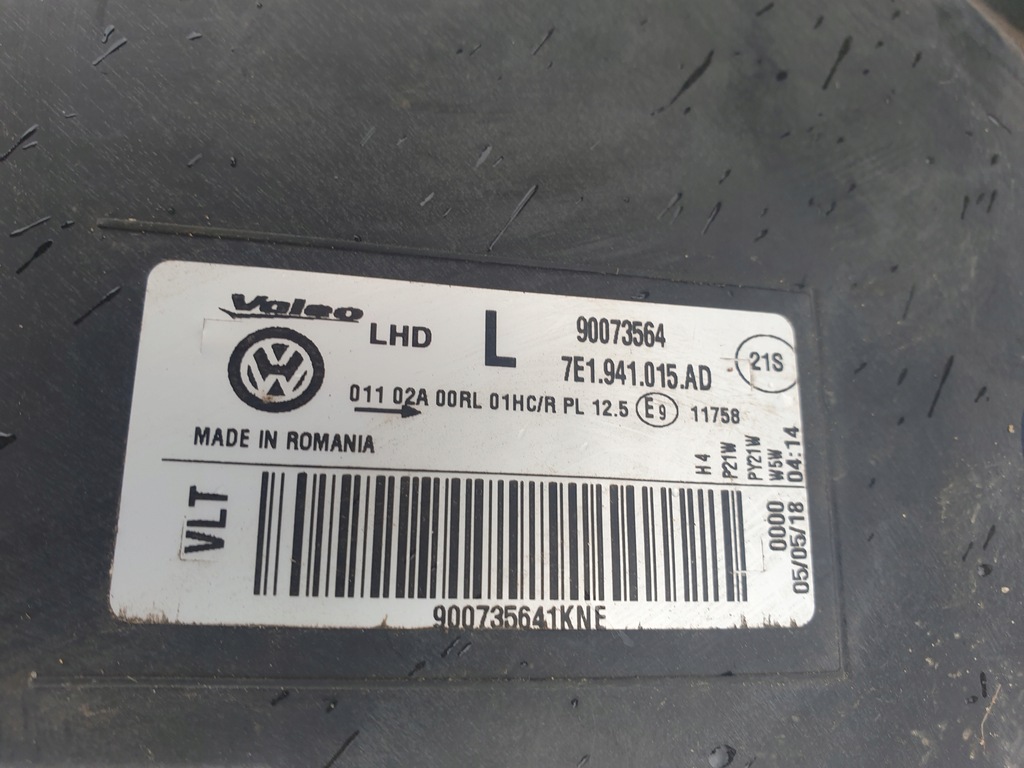 Valeo
LHD
L
90073564
7E1.941.015.AD
21S
011 02A 00RL 01HC/R PL 12.5 E9 11758
MADE IN ROMANIA
H4
P21W
PY21W
W5W
0000
05/05/18 04:14
VLT
900735641KNE